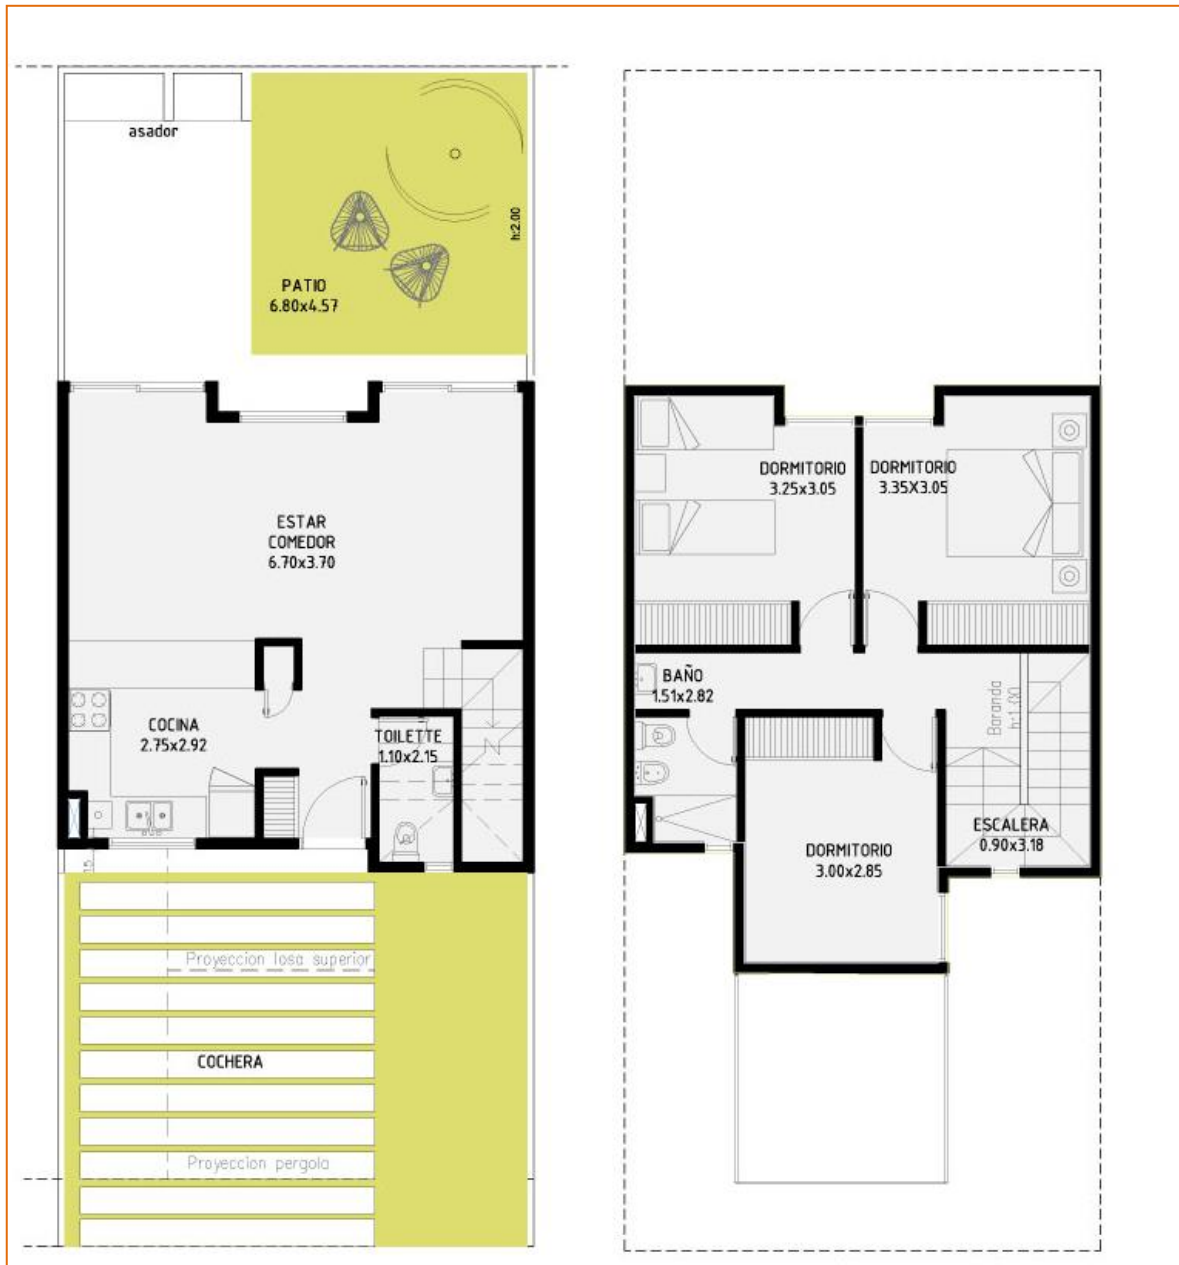 asador
h:2.00
PATIO
6.80x4.57
ESTAR
COMEDOR
6.70x3.70
COCINA
2.75x2.92
TOILETTE
1.10x2.15
N
Proyeccion losa superior
COCHERA
Proyeccion pergola
DORMITORIO
3.25x3.05
DORMITORIO
3.35X3.05
BAÑO
1.51x2.82
Baranda
h:1.00
ESCALERA
0.90x3.18
DORMITORIO
3.00x2.85